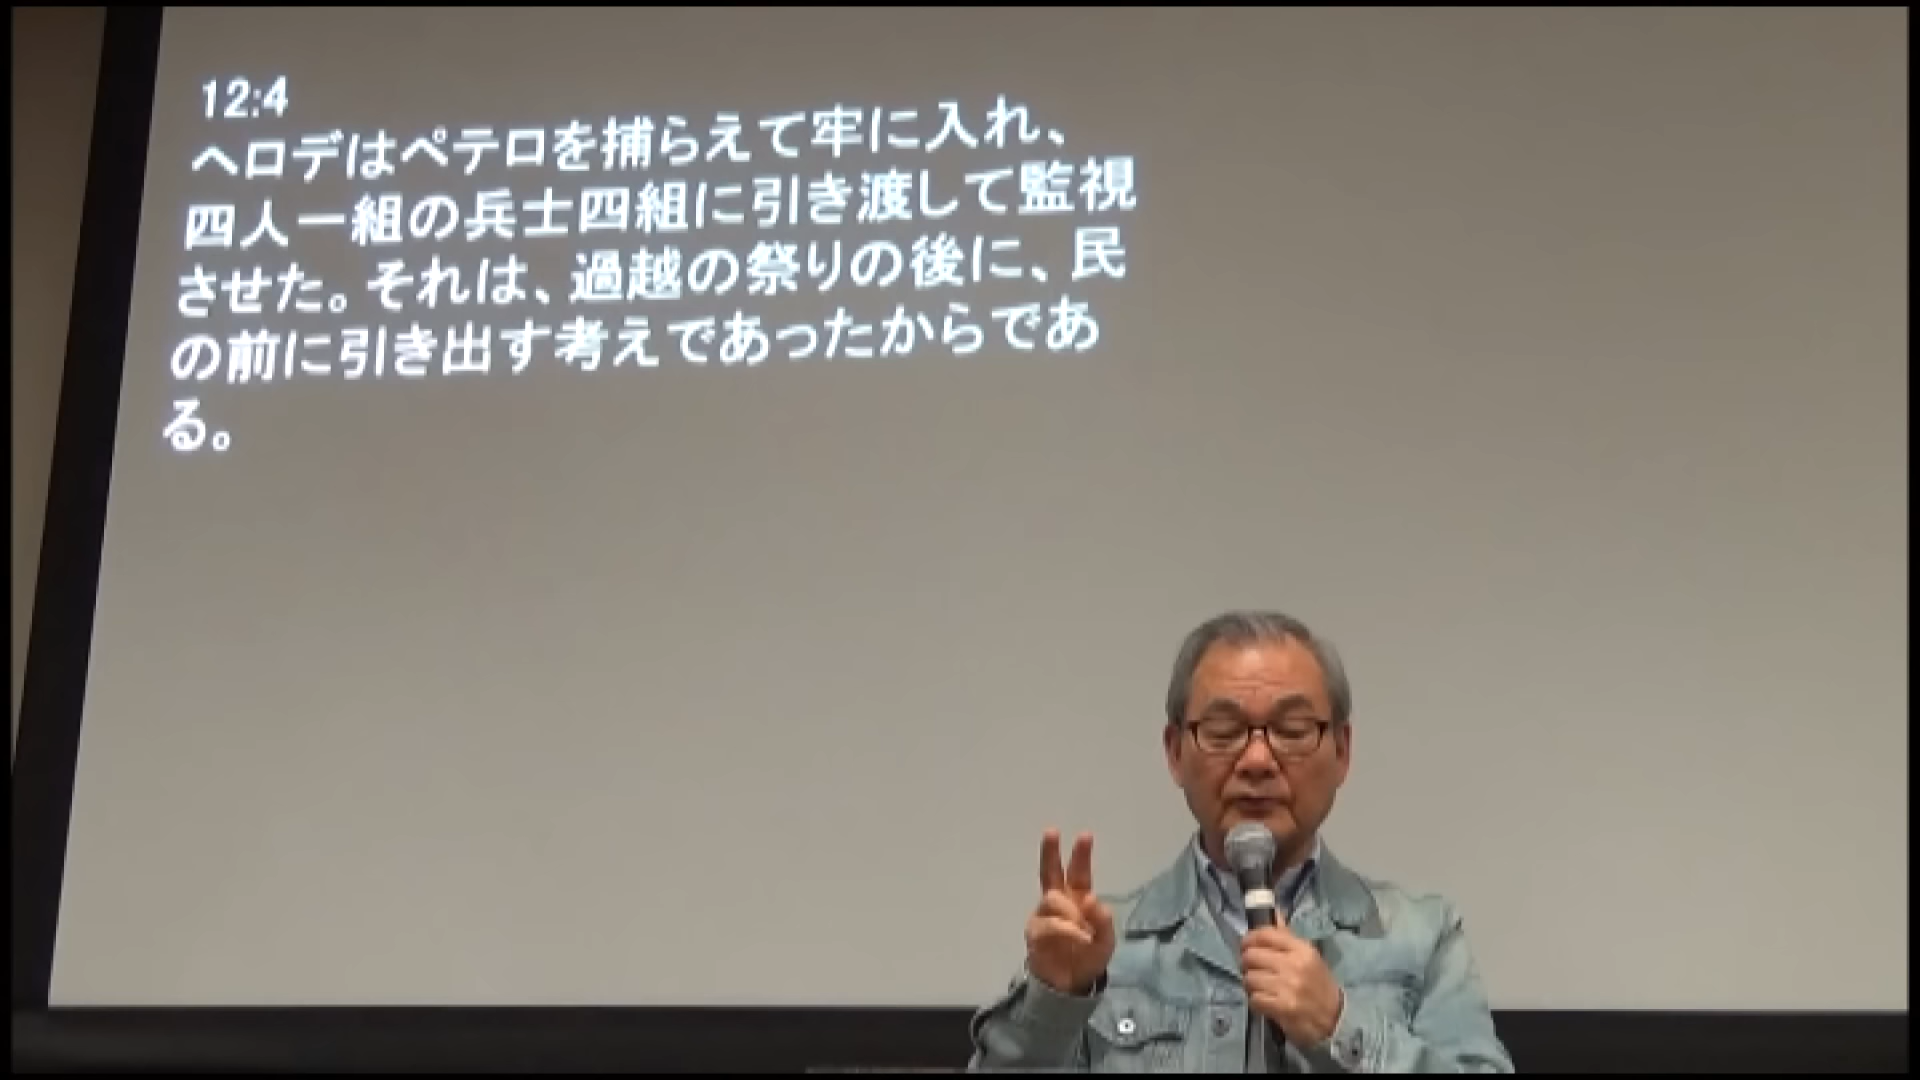 12:4
ヘロデはペテロを捕らえて牢に入れ、
四人一組の兵士四組に引き渡して監視
させた。それは、過越の祭りの後に、民
の前に引き出す考えであったからであ
る。